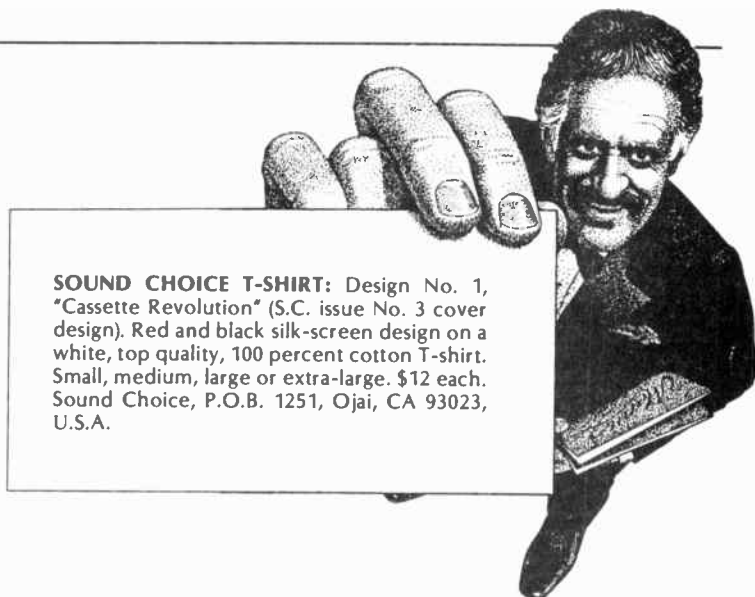 SOUND CHOICE T-SHIRT: Design No. 1,
"Cassette Revolution" (S.C. issue No. 3 cover
design). Red and black silk-screen design on a
white, top quality, 100 percent cotton T-shirt.
Small, medium, large or extra-large. $12 each.
Sound Choice, P.O.B. 1251, Ojai, CA 93023,
U.S.A.